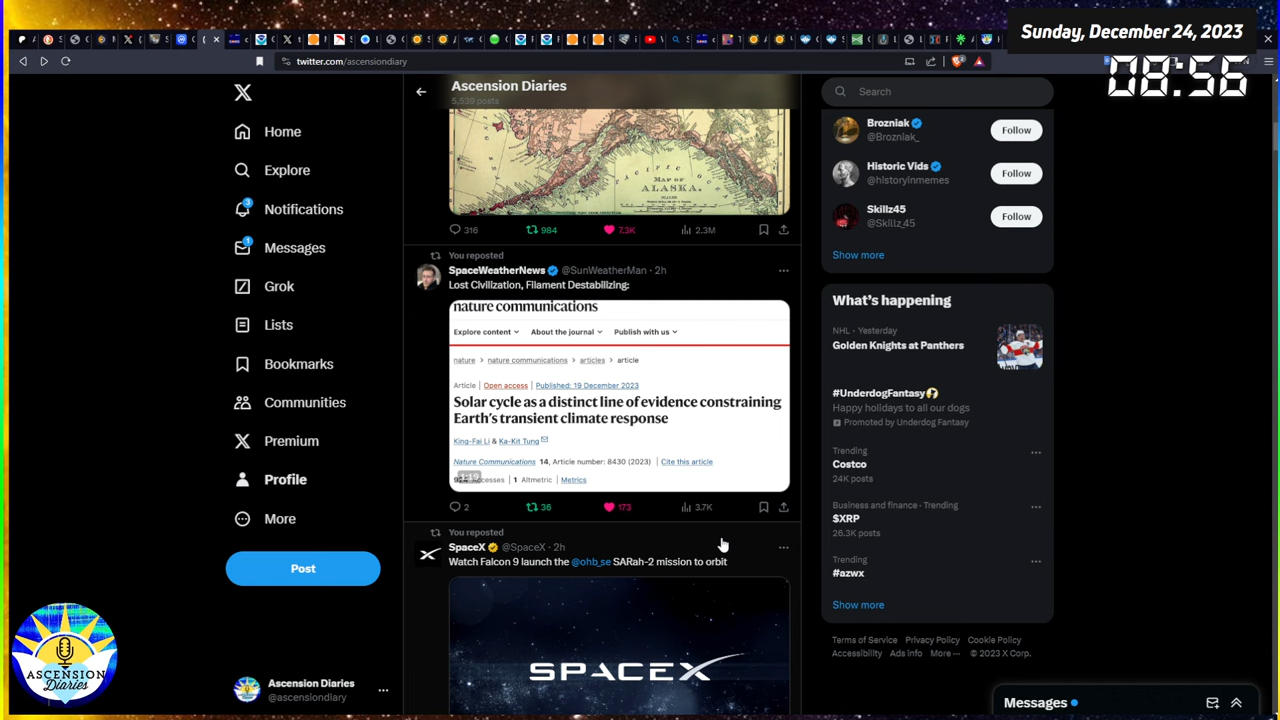 Sunday, December 24, 2023
08:56
twitter.com/ascensiondiary
Ascension Diaries
5,539 posts
Search
Home
Explore
3
Notifications
1
Messages
Grok
Lists
Bookmarks
Communities
Premium
Profile
More
Post
ASCENSION
Diaries
Ascension Diaries
@ascensiondiary
MAP OF
ALASKA.
316
984
7.3K
2.3M
You reposted
SpaceWeatherNews @SunWeatherMan · 2h
Lost Civilization, Filament Destabilizing:
nature communications
Explore content
About the journal
Publish with us
nature > nature communications > articles > article
Article | Open access | Published: 19 December 2023
Solar cycle as a distinct line of evidence constraining
Earth's transient climate response
King-Fai Li & Ka-Kit Tung
Nature Communications 14, Article number: 8430 (2023) | Cite this article
1 Altmetric | Metrics
2
36
173
3.7K
You reposted
SpaceX @SpaceX · 2h
Watch Falcon 9 launch the @ohb_se SARah-2 mission to orbit
SPACEX
Brozniak
@Brozniak_
Follow
Historic Vids
@historyinmemes
Follow
Skillz45
@Skillz_45
Follow
Show more
What's happening
NHL · Yesterday
Golden Knights at Panthers
#UnderdogFantasy
Happy holidays to all our dogs
Promoted by Underdog Fantasy
Trending
Costco
24K posts
Business and finance · Trending
$XRP
26.3K posts
Trending
#azwx
Show more
Terms of Service Privacy Policy Cookie Policy
Accessibility Ads info More ··· © 2023 X Corp.
Messages